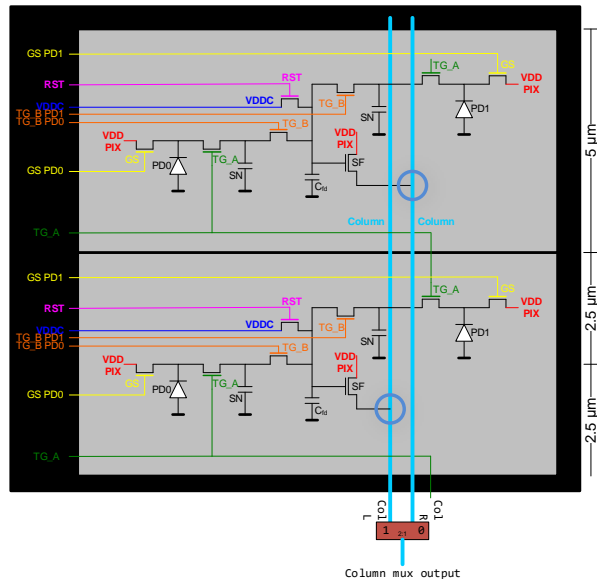 GS PD1
TG_A
GS
RST
RST
VDD
PIX
VDDC
VDDC
TG_B
SN
PD1
TG_B PD1
TG_B PD0
TG_B
VDD
PIX
GS
PD0
TG_A
SN
VDD
PIX
SF
GS PD0
Cfd
Column
Column
TG_A
5 µm
GS PD1
TG_A
GS
RST
RST
VDD
PIX
VDDC
VDDC
TG_B
SN
PD1
TG_B PD1
TG_B PD0
TG_B
VDD
PIX
GS
PD0
TG_A
SN
VDD
PIX
SF
GS PD0
Cfd
TG_A
2.5 µm
2.5 µm
Col L
Col R
1
2:1
0
Column mux output